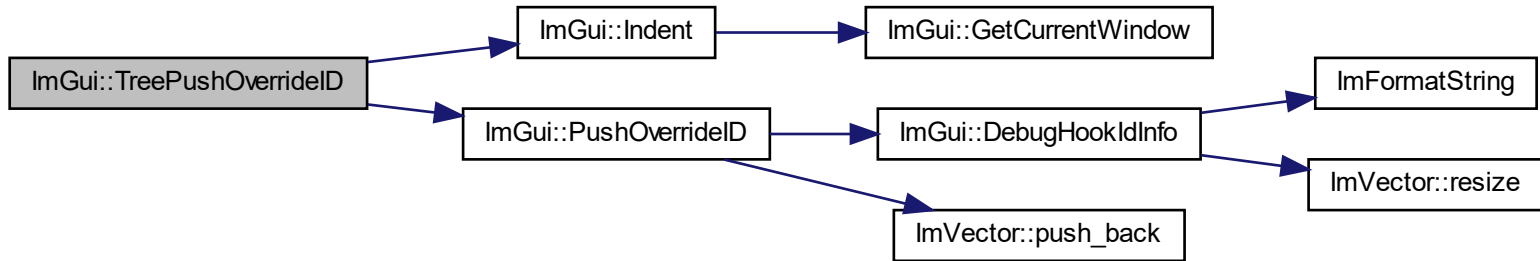 ImGui::TreePushOverrideID
ImGui::Indent
ImGui::GetCurrentWindow
ImGui::PushOverrideID
ImGui::DebugHookIdInfo
ImFormatString
ImVector::resize
ImVector::push_back